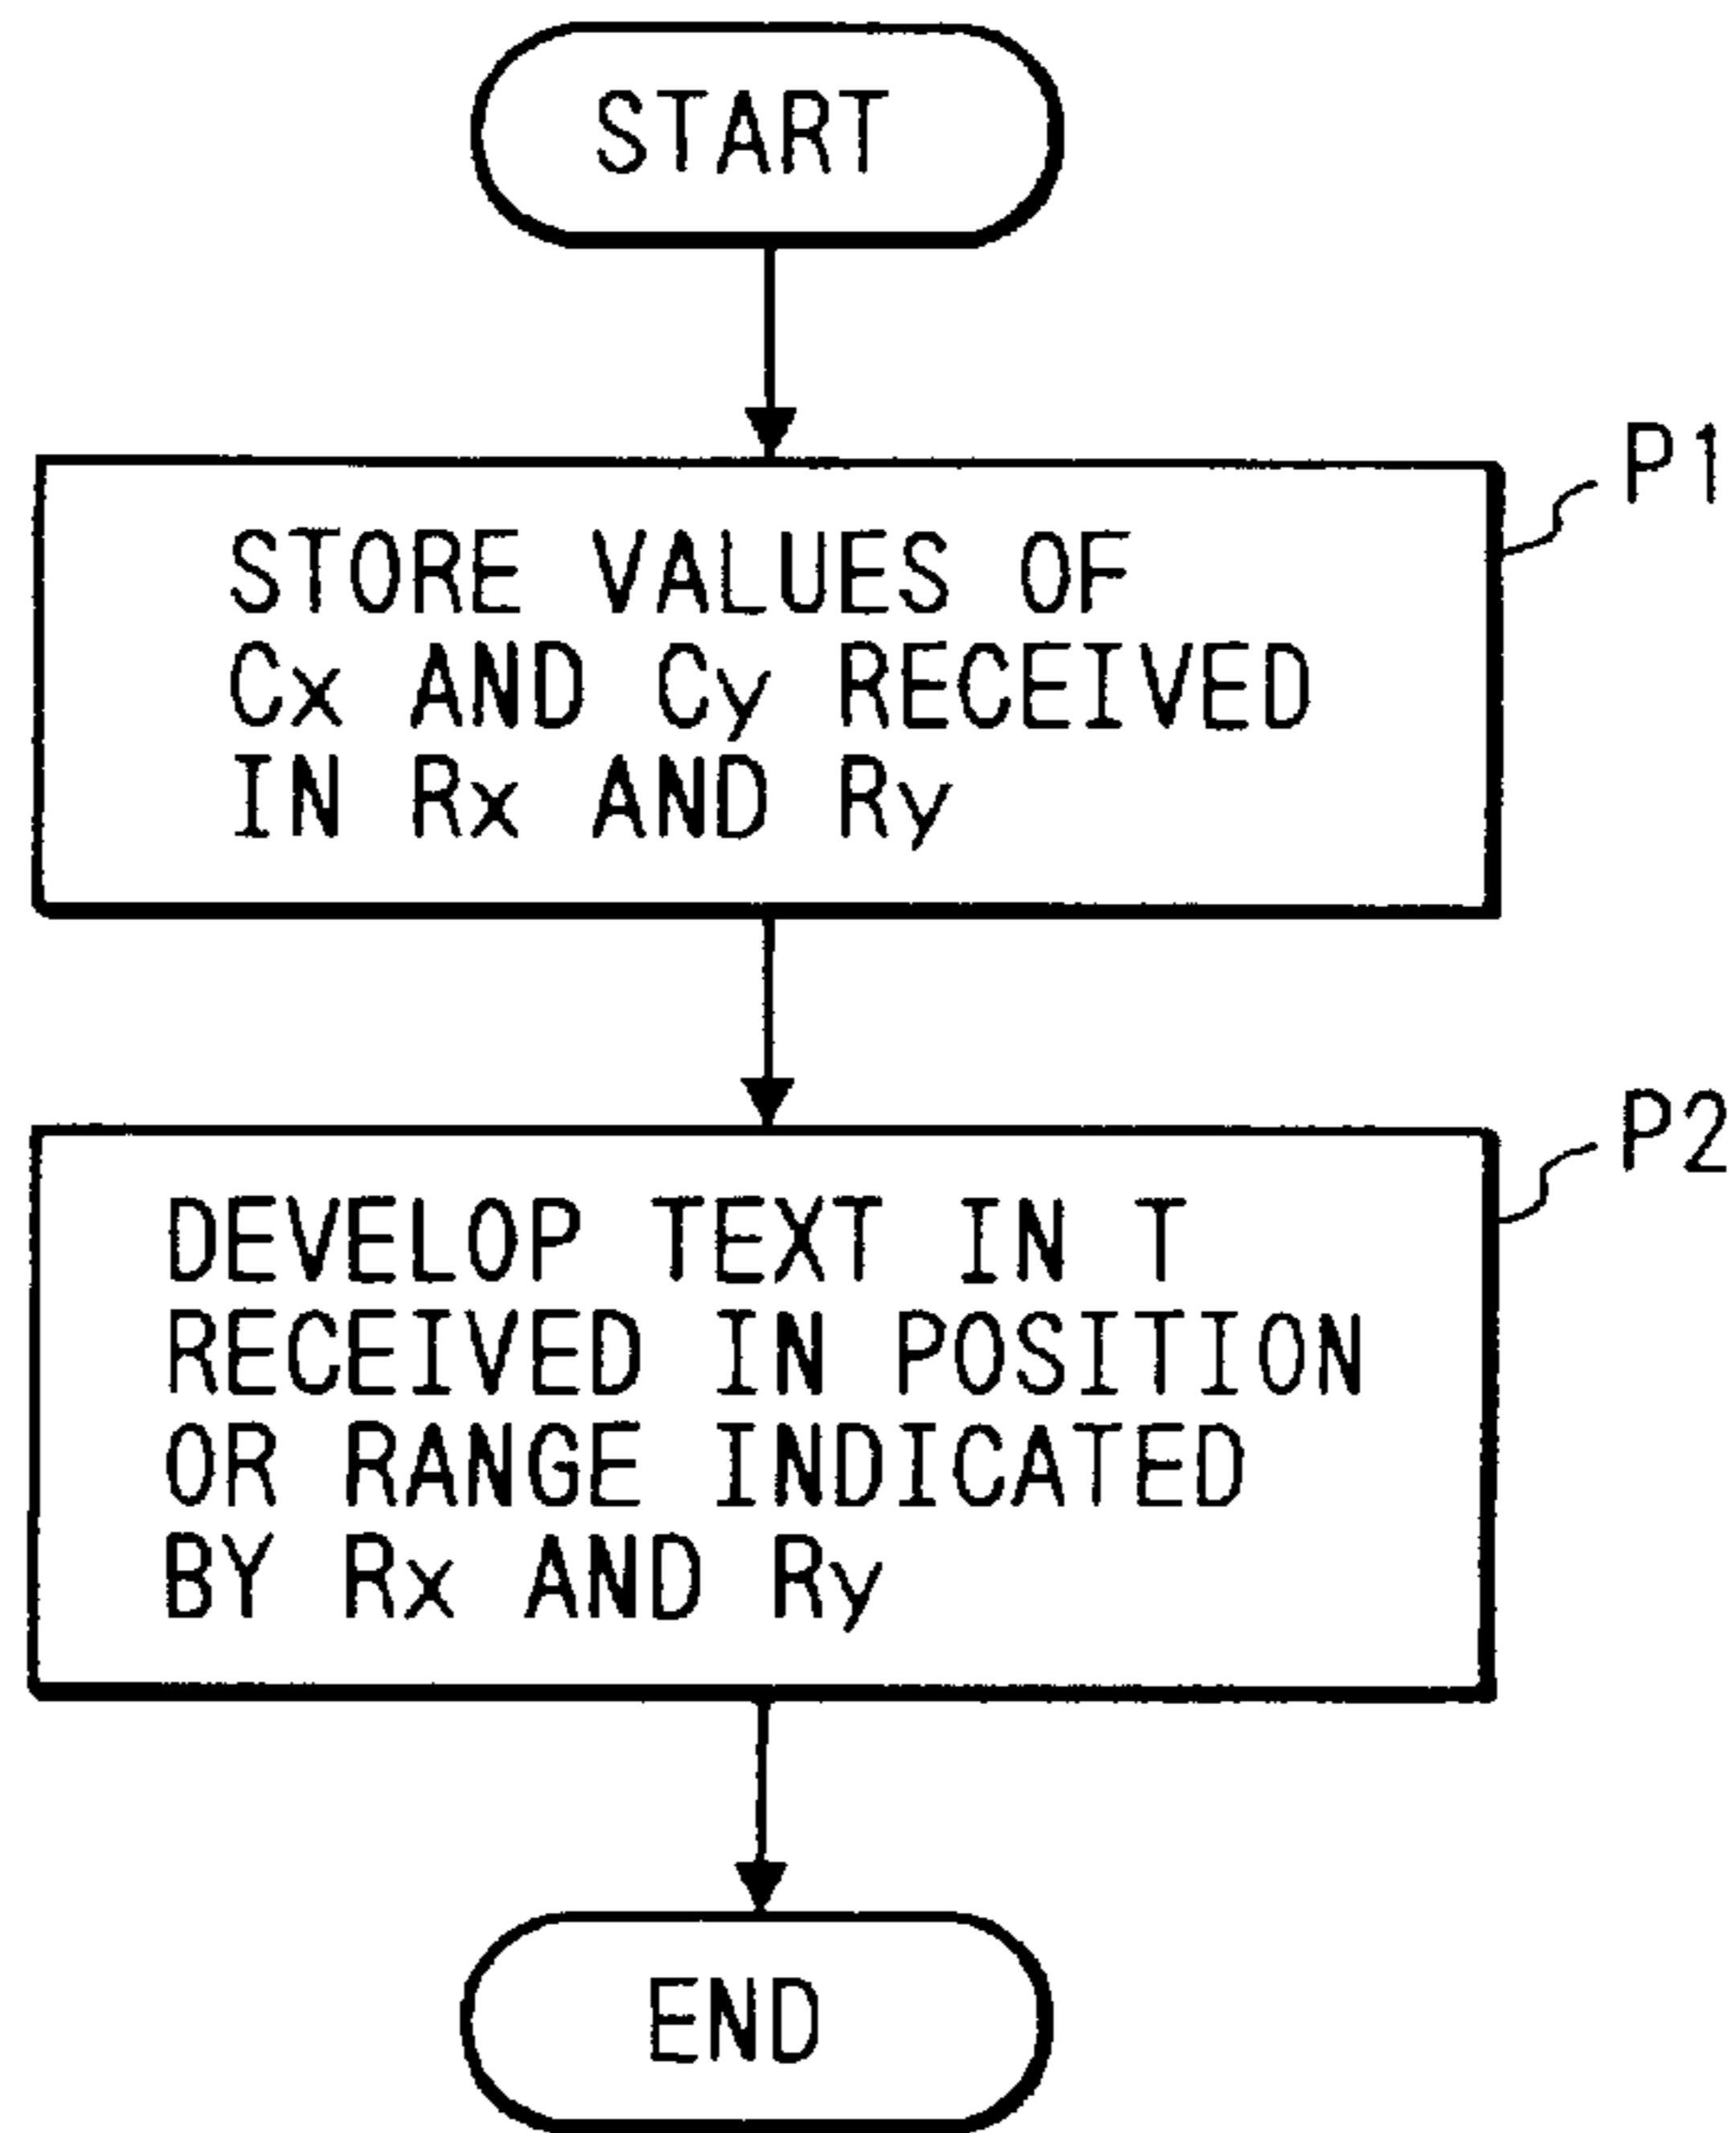 START
P1
STORE VALUES OF
Cx AND Cy RECEIVED
IN Rx AND Ry
P2
DEVELOP TEXT IN T
RECEIVED IN POSITION
OR RANGE INDICATED
BY Rx AND Ry
END